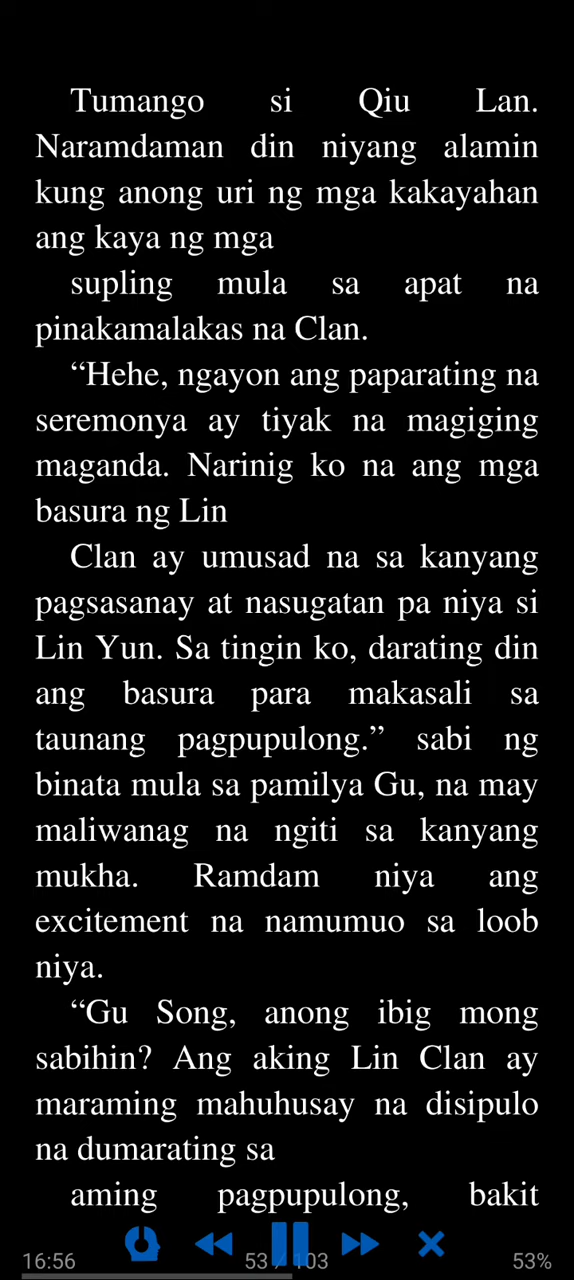 Tumango si Qiu Lan.
Naramdaman din niyang alamin
kung anong uri ng mga kakayahan
ang kaya ng mga
supling mula sa apat na
pinakamalakas na Clan.
“Hehe, ngayon ang paparating na
seremonya ay tiyak na magiging
maganda. Narinig ko na ang mga
basura ng Lin
Clan ay umusad na sa kanyang
pagsasanay at nasugatan pa niya si
Lin Yun. Sa tingin ko, darating din
ang basura para makasali sa
taunang pagpupulong.” sabi ng
binata mula sa pamilya Gu, na may
maliwanag na ngiti sa kanyang
mukha. Ramdam niya ang
excitement na namumuo sa loob
niya.
“Gu Song, anong ibig mong
sabihin? Ang aking Lin Clan ay
maraming mahuhusay na disipulo
na dumarating sa
aming pagpupulong, bakit
16:56 53 / 103 53%